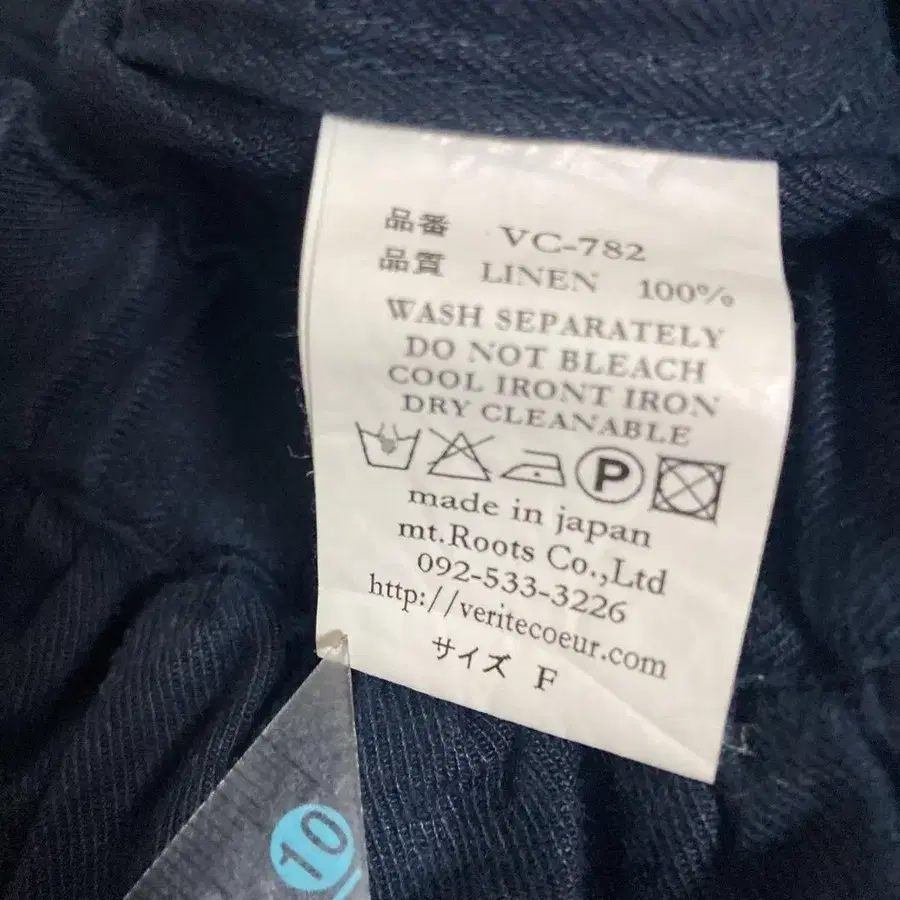 品番 VC-782
品質 LINEN 100%
WASH SEPARATELY
DO NOT BLEACH
COOL IRONT IRON
DRY CLEANABLE
P
made in japan
mt.Roots Co.,Ltd
092-533-3226
http://veritecoeur.com
サイズ F
10